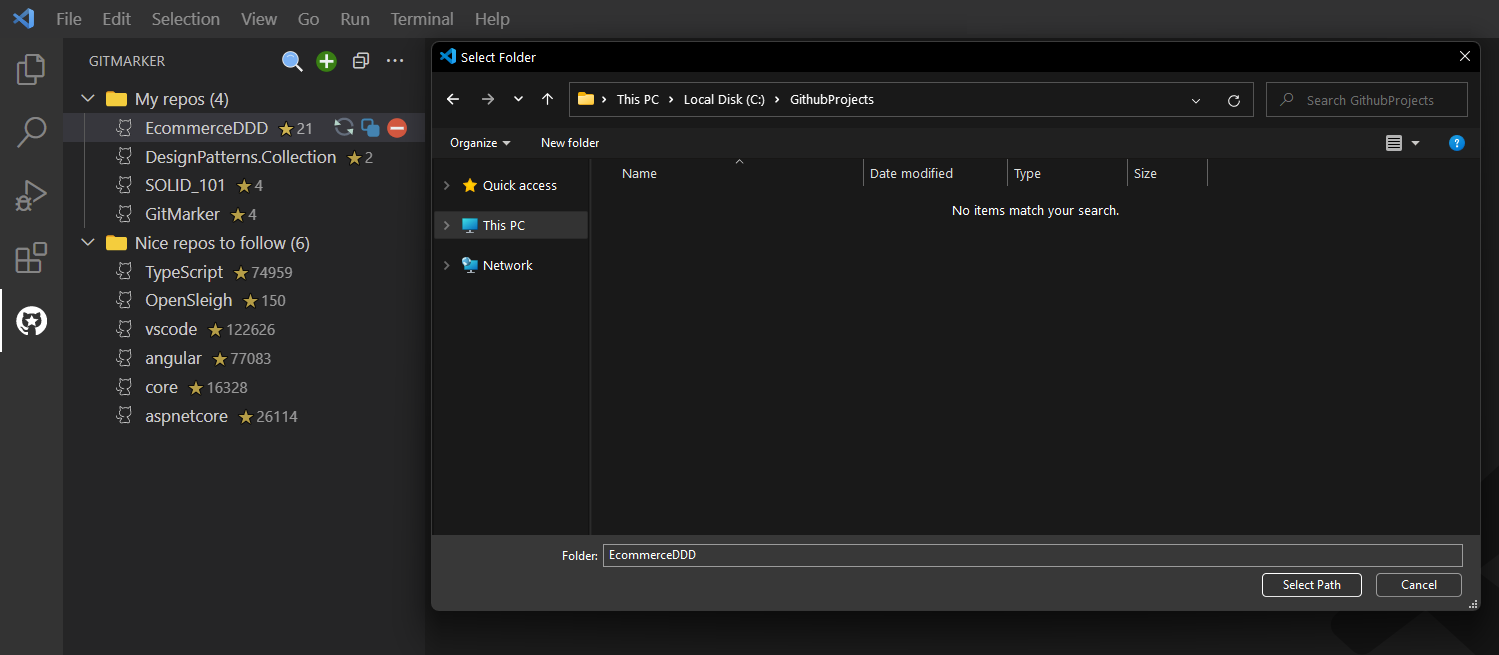 File Edit Selection View Go Run Terminal Help
GITMARKER
My repos (4)
EcommerceDDD 21
DesignPatterns.Collection 2
SOLID_101 4
GitMarker 4
Nice repos to follow (6)
TypeScript 74959
OpenSleigh 150
vscode 122626
angular 77083
core 16328
aspnetcore 26114
Select Folder
This PC Local Disk (C:) GithubProjects
Search GithubProjects
Organize New folder
Quick access
This PC
Network
Name Date modified Type Size
No items match your search.
Folder: EcommerceDDD
Select Path Cancel